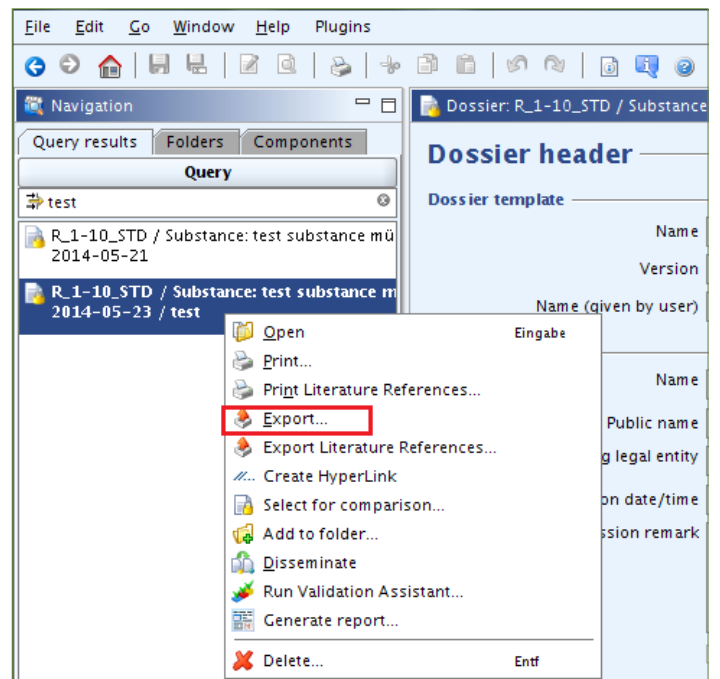 File Edit Go Window Help Plugins
Navigation
Query results Folders Components
Query
test
R_1-10_STD / Substance: test substance mü
2014-05-21
R_1-10_STD / Substance: test substance m
2014-05-23 / test
Open Eingabe
Print...
Print Literature References...
Export...
Export Literature References...
Create HyperLink
Select for comparison...
Add to folder...
Disseminate
Run Validation Assistant...
Generate report...
Delete... Entf
Dossier: R_1-10_STD / Substance
Dossier header
Dossier template
Name
Version
Name (given by user)
Name
Public name
g legal entity
on date/time
ssion remark